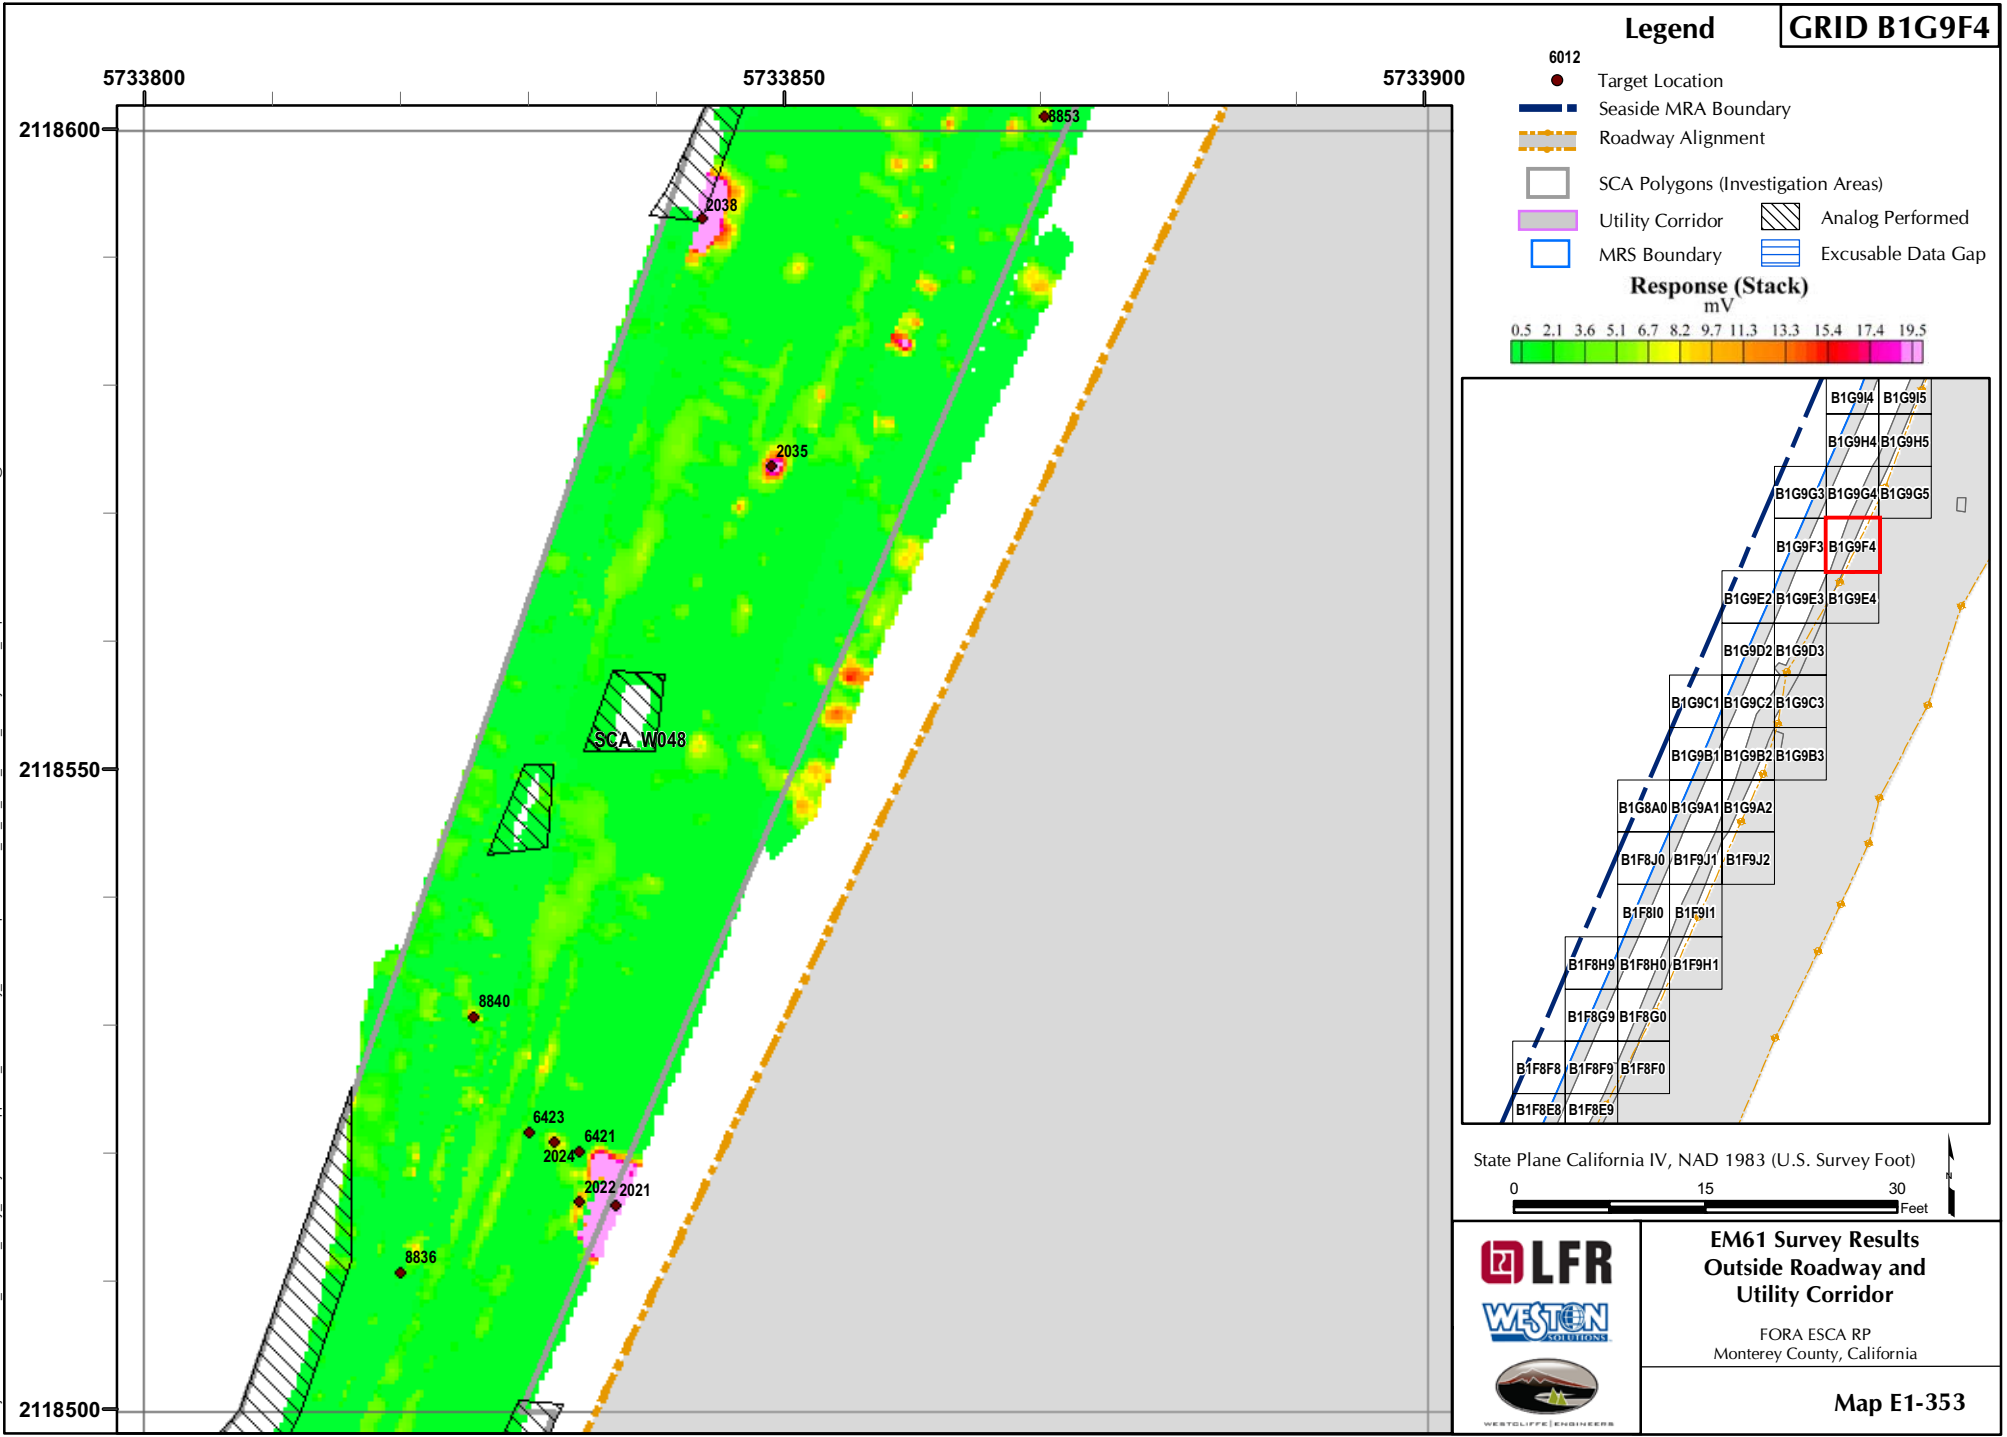 GRID B1G9F4
Legend
6012
Target Location
Seaside MRA Boundary
Roadway Alignment
SCA Polygons (Investigation Areas)
Utility Corridor
Analog Performed
MRS Boundary
Excusable Data Gap
Response (Stack)
mV
0.5 2.1 3.6 5.1 6.7 8.2 9.7 11.3 13.3 15.4 17.4 19.5
5733800 5733850 5733900
2118600
2118550
2118500
8853
2038
2035
SCA W048
8840
6423
2024
6421
2022
2021
8836
B1G9I4 B1G9I5
B1G9H4 B1G9H5
B1G9G3 B1G9G4 B1G9G5
B1G9F3 B1G9F4
B1G9E2 B1G9E3 B1G9E4
B1G9D2 B1G9D3
B1G9C1 B1G9C2 B1G9C3
B1G9B1 B1G9B2 B1G9B3
B1G8A0 B1G9A1 B1G9A2
B1F8J0 B1F9J1 B1F9J2
B1F8I0 B1F9I1
B1F8H9 B1F8H0 B1F9H1
B1F8G9 B1F8G0
B1F8F8 B1F8F9 B1F8F0
B1F8E8 B1F8E9
State Plane California IV, NAD 1983 (U.S. Survey Foot)
0 15 30
Feet
N
LFR
WESTON
SOLUTIONS
WESTCLIFFE | ENGINEERS
EM61 Survey Results
Outside Roadway and
Utility Corridor
FORA ESCA RP
Monterey County, California
Map E1-353